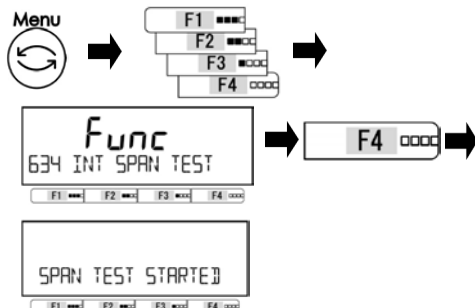 Menu
F1
F2
F3
F4
Func
634 INT SPAN TEST
F1 F2 F3 F4
F4
SPAN TEST STARTED
F1 F2 F3 F4